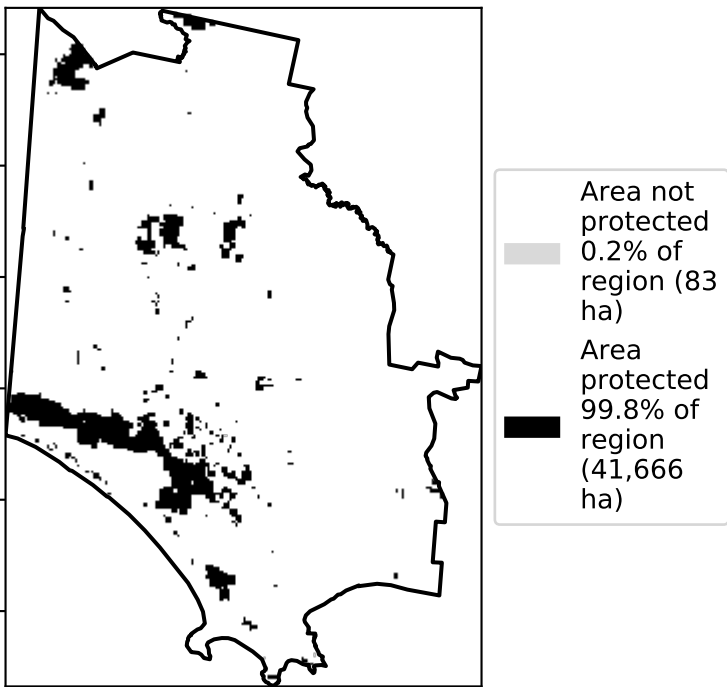 Area not
protected
0.2% of
region (83
ha)
Area
protected
99.8% of
region
(41,666
ha)